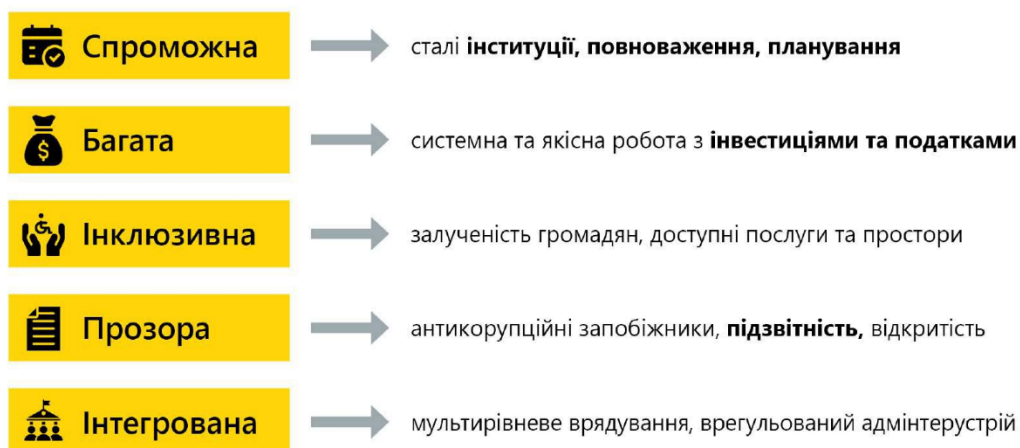 Спроможна
сталі інституції, повноваження, планування
Багата
системна та якісна робота з інвестиціями та податками
Інклюзивна
залученість громадян, доступні послуги та простори
Прозора
антикорупційні запобіжники, підзвітність, відкритість
Інтегрована
мультирівневе врядування, врегульований адмінтерустрій